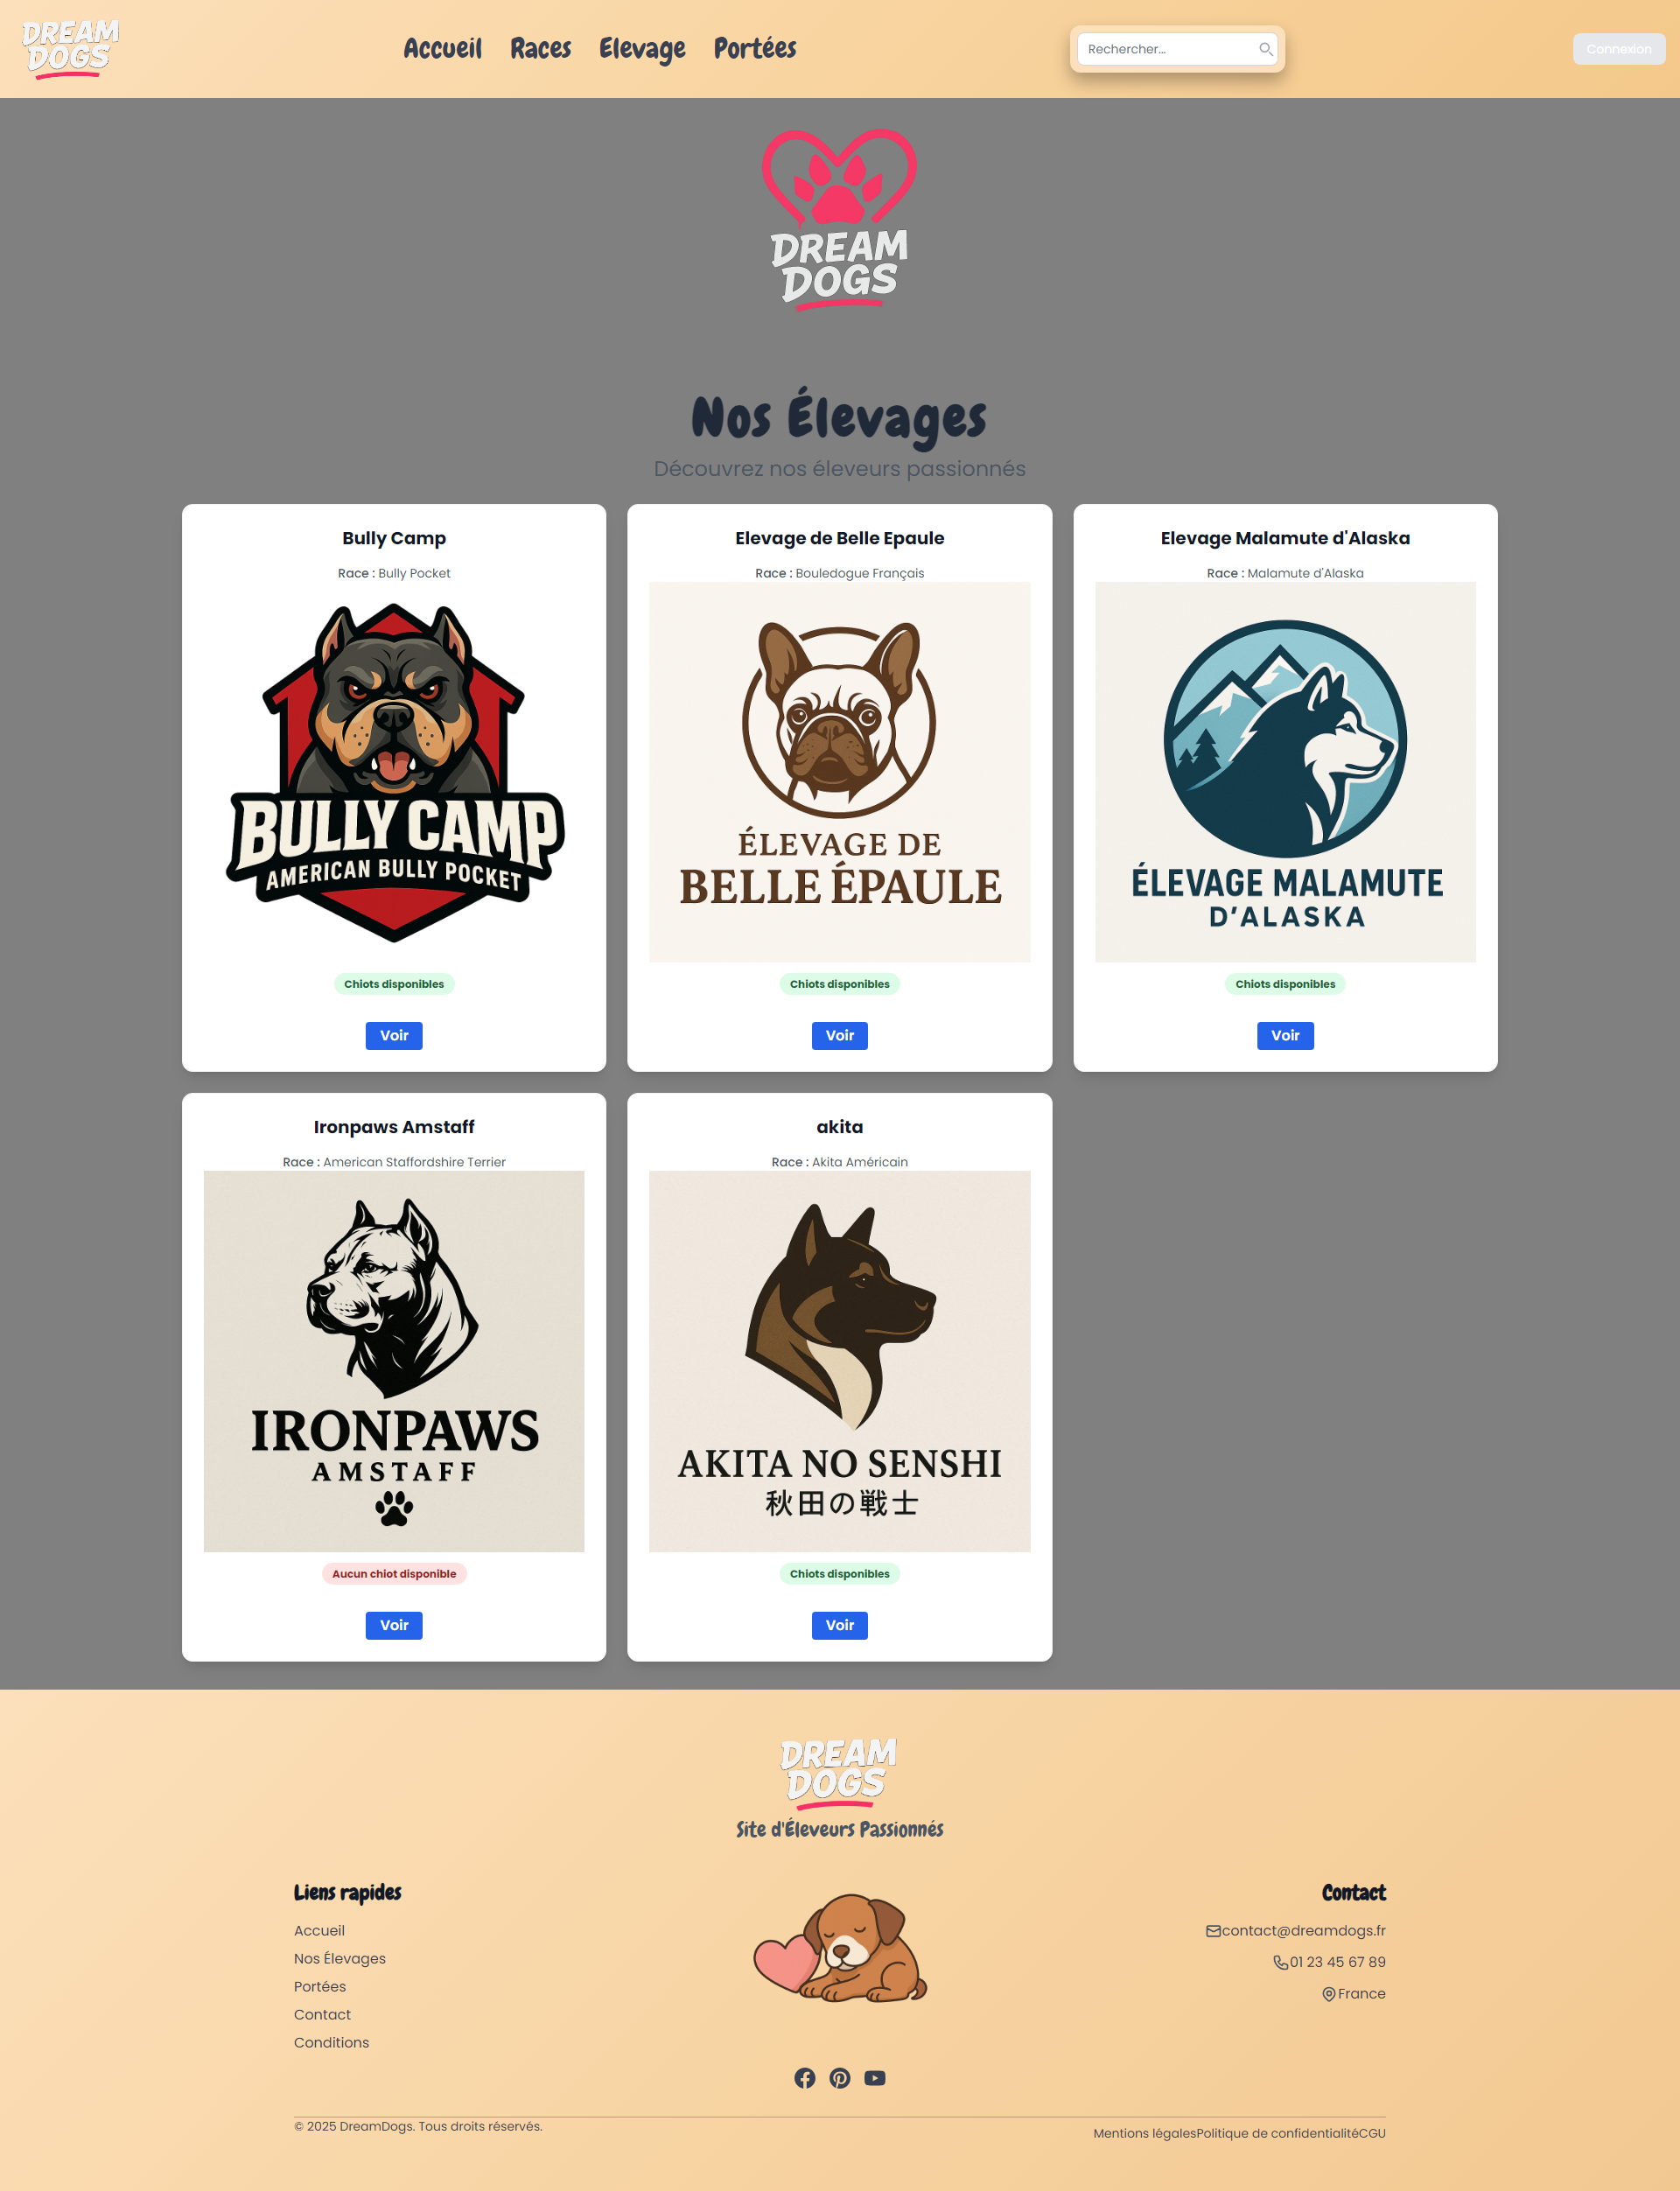 DREAM
DOGS
Accueil Races Elevage Portées
Rechercher...
Connexion
DREAM
DOGS
Nos Élevages
Découvrez nos éleveurs passionnés
Bully Camp
Race : Bully Pocket
BULLY CAMP
AMERICAN BULLY POCKET
Chiots disponibles
Voir
Elevage de Belle Epaule
Race : Bouledogue Français
ÉLEVAGE DE
BELLE ÉPAULE
Chiots disponibles
Voir
Elevage Malamute d'Alaska
Race : Malamute d'Alaska
ÉLEVAGE MALAMUTE
D'ALASKA
Chiots disponibles
Voir
Ironpaws Amstaff
Race : American Staffordshire Terrier
IRONPAWS
AMSTAFF
Aucun chiot disponible
Voir
akita
Race : Akita Américain
AKITA NO SENSHI
秋田の戦士
Chiots disponibles
Voir
DREAM
DOGS
Site d'Éleveurs Passionnés
Liens rapides
Accueil
Nos Élevages
Portées
Contact
Conditions
Contact
contact@dreamdogs.fr
01 23 45 67 89
France
© 2025 DreamDogs. Tous droits réservés.
Mentions légalesPolitique de confidentialitéCGU